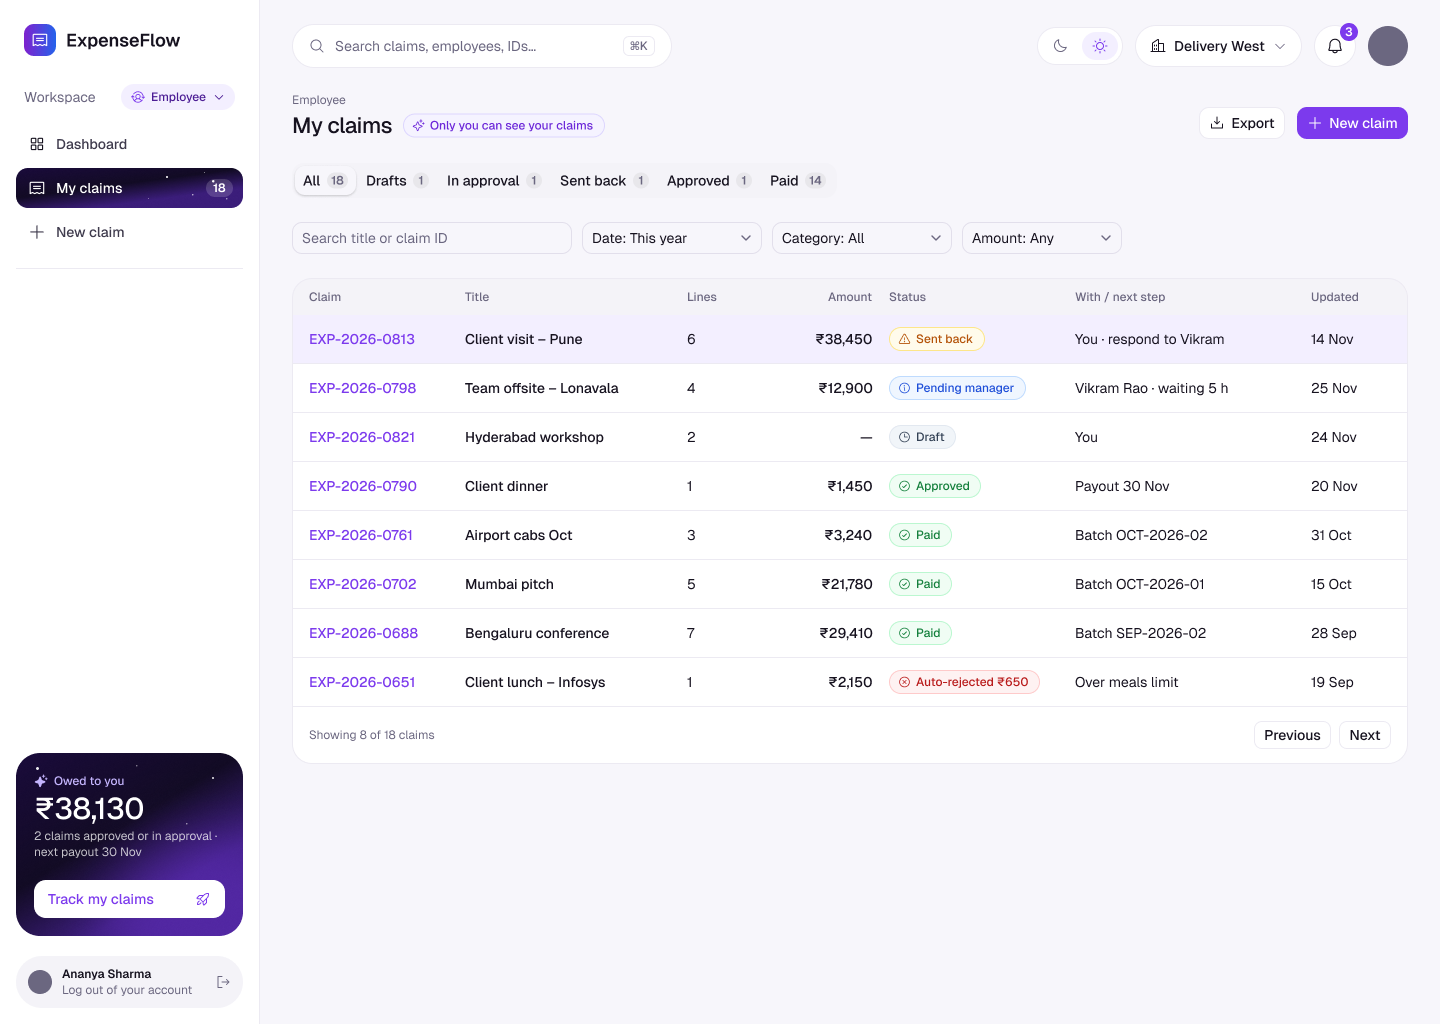 ExpenseFlow
Search claims, employees, IDs... ⌘K
Delivery West
3
Workspace
Employee
Dashboard
My claims 18
New claim
Employee
My claims
Only you can see your claims
Export
New claim
All 18 Drafts 1 In approval 1 Sent back 1 Approved 1 Paid 14
Search title or claim ID
Date: This year
Category: All
Amount: Any
Claim Title Lines Amount Status With / next step Updated
EXP-2026-0813 Client visit – Pune 6 ₹38,450 Sent back You · respond to Vikram 14 Nov
EXP-2026-0798 Team offsite – Lonavala 4 ₹12,900 Pending manager Vikram Rao · waiting 5 h 25 Nov
EXP-2026-0821 Hyderabad workshop 2 — Draft You 24 Nov
EXP-2026-0790 Client dinner 1 ₹1,450 Approved Payout 30 Nov 20 Nov
EXP-2026-0761 Airport cabs Oct 3 ₹3,240 Paid Batch OCT-2026-02 31 Oct
EXP-2026-0702 Mumbai pitch 5 ₹21,780 Paid Batch OCT-2026-01 15 Oct
EXP-2026-0688 Bengaluru conference 7 ₹29,410 Paid Batch SEP-2026-02 28 Sep
EXP-2026-0651 Client lunch – Infosys 1 ₹2,150 Auto-rejected ₹650 Over meals limit 19 Sep
Showing 8 of 18 claims
Previous Next
Owed to you
₹38,130
2 claims approved or in approval ·
next payout 30 Nov
Track my claims
Ananya Sharma
Log out of your account